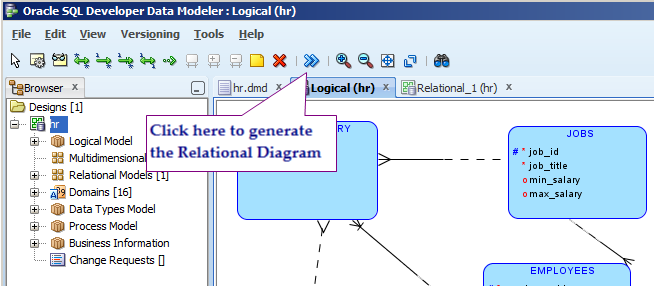 Oracle SQL Developer Data Modeler : Logical (hr)
File Edit View Versioning Tools Help
Browser x
hr.dmd x Logical (hr) x Relational_1 (hr) x
Designs [1]
hr
Logical Model
Multidimensional
Relational Models [1]
Domains [16]
Data Types Model
Process Model
Business Information
Change Requests []
Click here to generate
the Relational Diagram
RY
JOBS
# * job_id
* job_title
o min_salary
o max_salary
EMPLOYEES